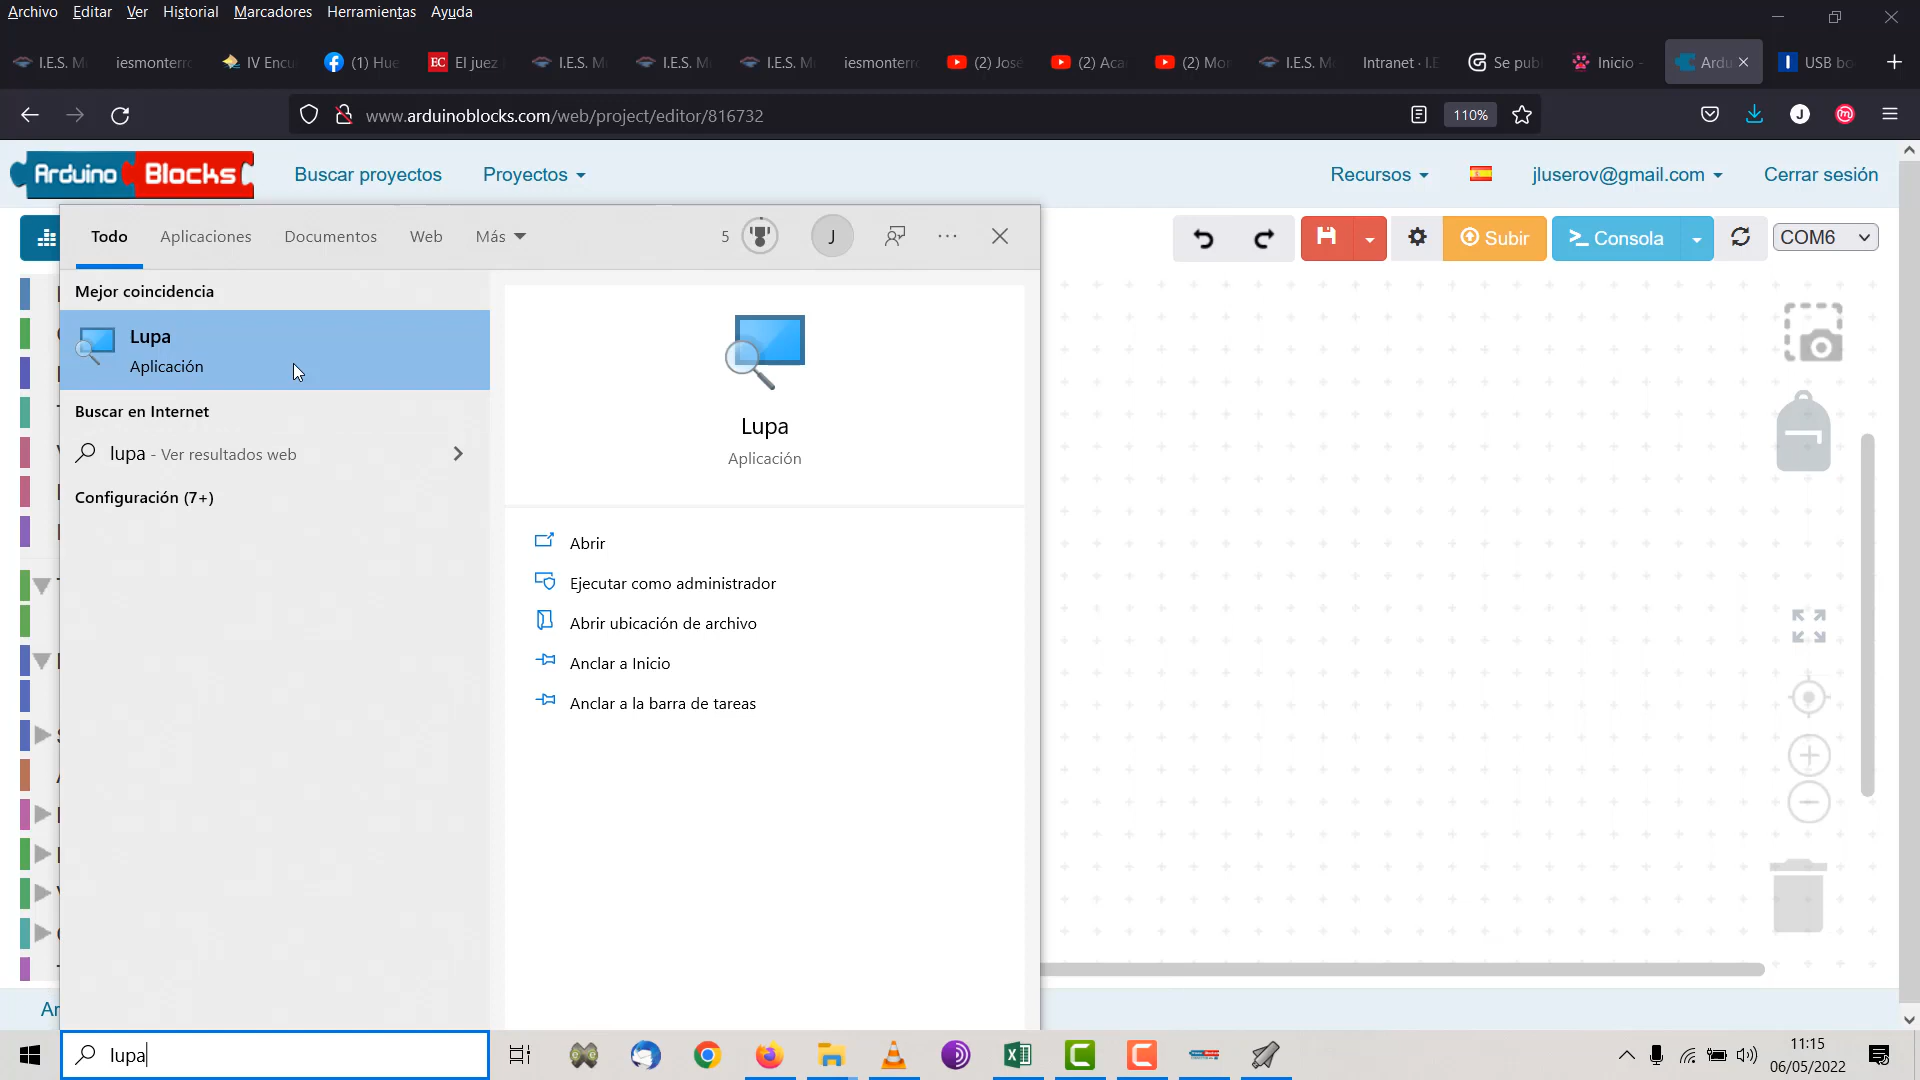 Archivo Editar Ver Historial Marcadores Herramientas Ayuda
I.E.S. M iesmonterr IV Encu (1) Hue EC El juez I.E.S. M I.E.S. M I.E.S. M iesmonterr (2) José (2) Aca (2) Mor I.E.S. M Intranet · I.E Se pub Inicio - Ardu USB bo
www.arduinoblocks.com/web/project/editor/816732 110% J
Arduino Blocks Buscar proyectos Proyectos Recursos jluserov@gmail.com Cerrar sesión
Todo Aplicaciones Documentos Web Más 5 J
Subir Consola COM6
Mejor coincidencia
Lupa
Aplicación
Buscar en Internet
lupa - Ver resultados web
Configuración (7+)
Lupa
Aplicación
Abrir
Ejecutar como administrador
Abrir ubicación de archivo
Anclar a Inicio
Anclar a la barra de tareas
Ar
lupa
11:15
06/05/2022